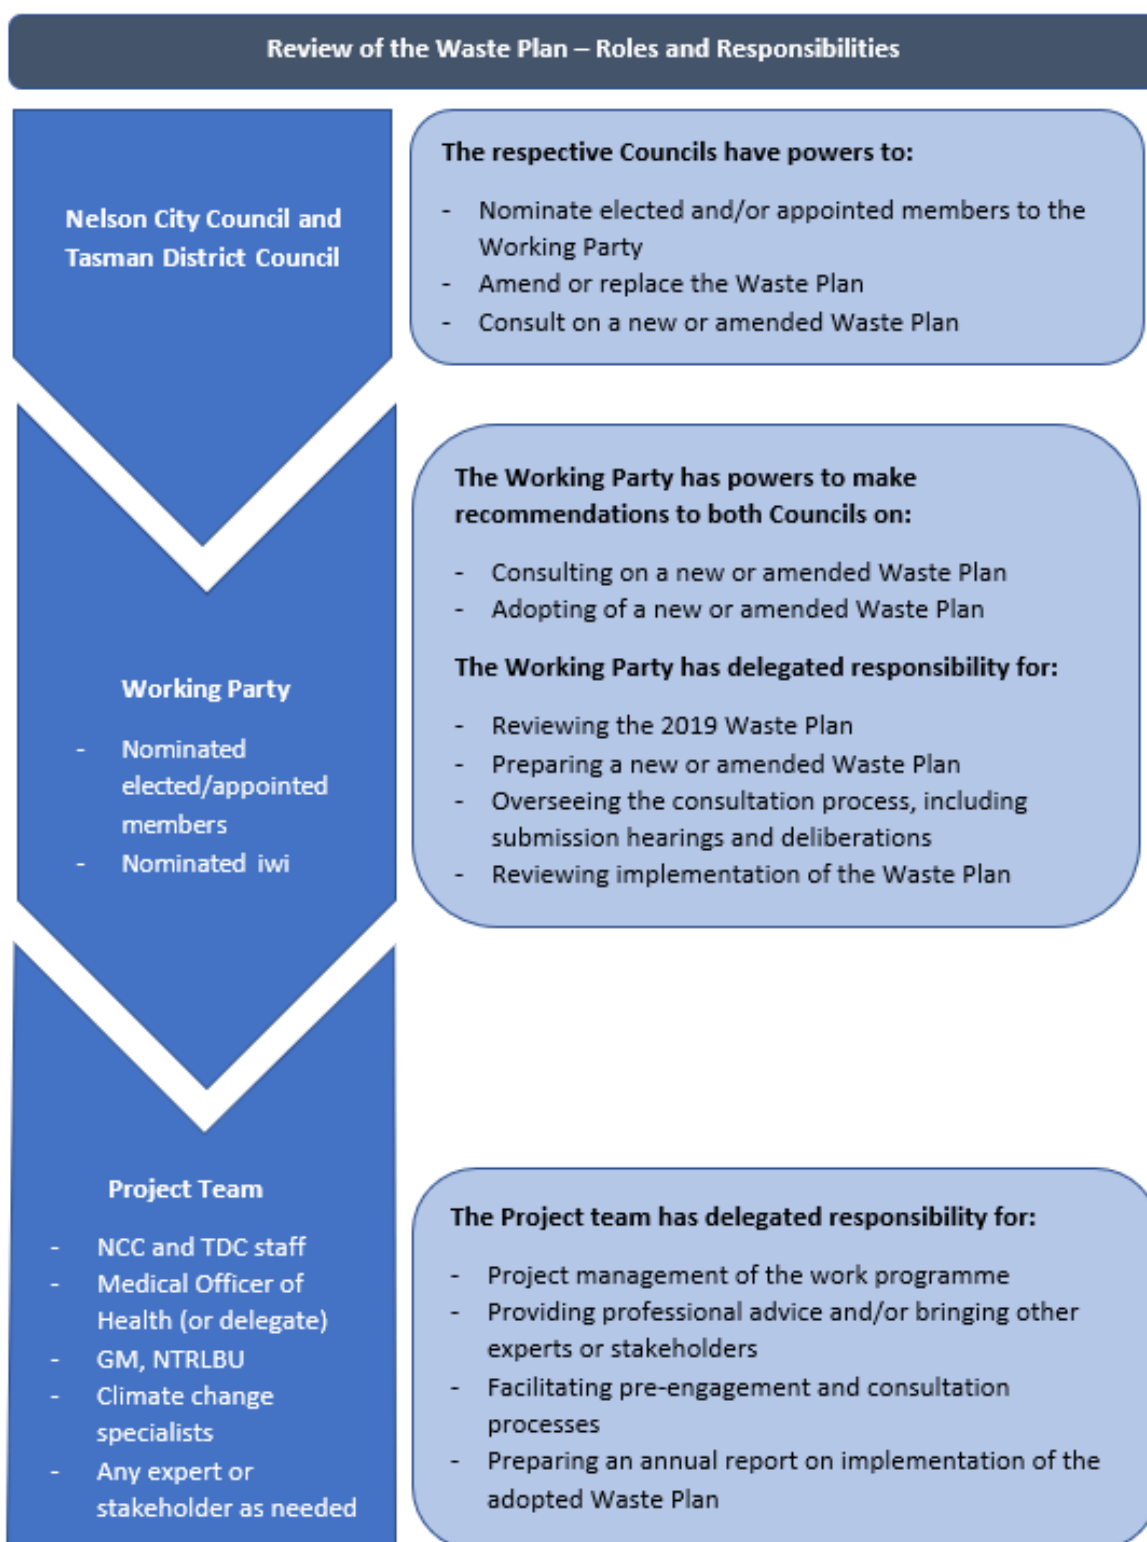 Review of the Waste Plan – Roles and Responsibilities
Nelson City Council and
Tasman District Council
The respective Councils have powers to:
- Nominate elected and/or appointed members to the
Working Party
- Amend or replace the Waste Plan
- Consult on a new or amended Waste Plan
Working Party
- Nominated
elected/appointed
members
- Nominated iwi
The Working Party has powers to make
recommendations to both Councils on:
- Consulting on a new or amended Waste Plan
- Adopting of a new or amended Waste Plan
The Working Party has delegated responsibility for:
- Reviewing the 2019 Waste Plan
- Preparing a new or amended Waste Plan
- Overseeing the consultation process, including
submission hearings and deliberations
- Reviewing implementation of the Waste Plan
Project Team
- NCC and TDC staff
- Medical Officer of
Health (or delegate)
- GM, NTRLBU
- Climate change
specialists
- Any expert or
stakeholder as needed
The Project team has delegated responsibility for:
- Project management of the work programme
- Providing professional advice and/or bringing other
experts or stakeholders
- Facilitating pre-engagement and consultation
processes
- Preparing an annual report on implementation of the
adopted Waste Plan